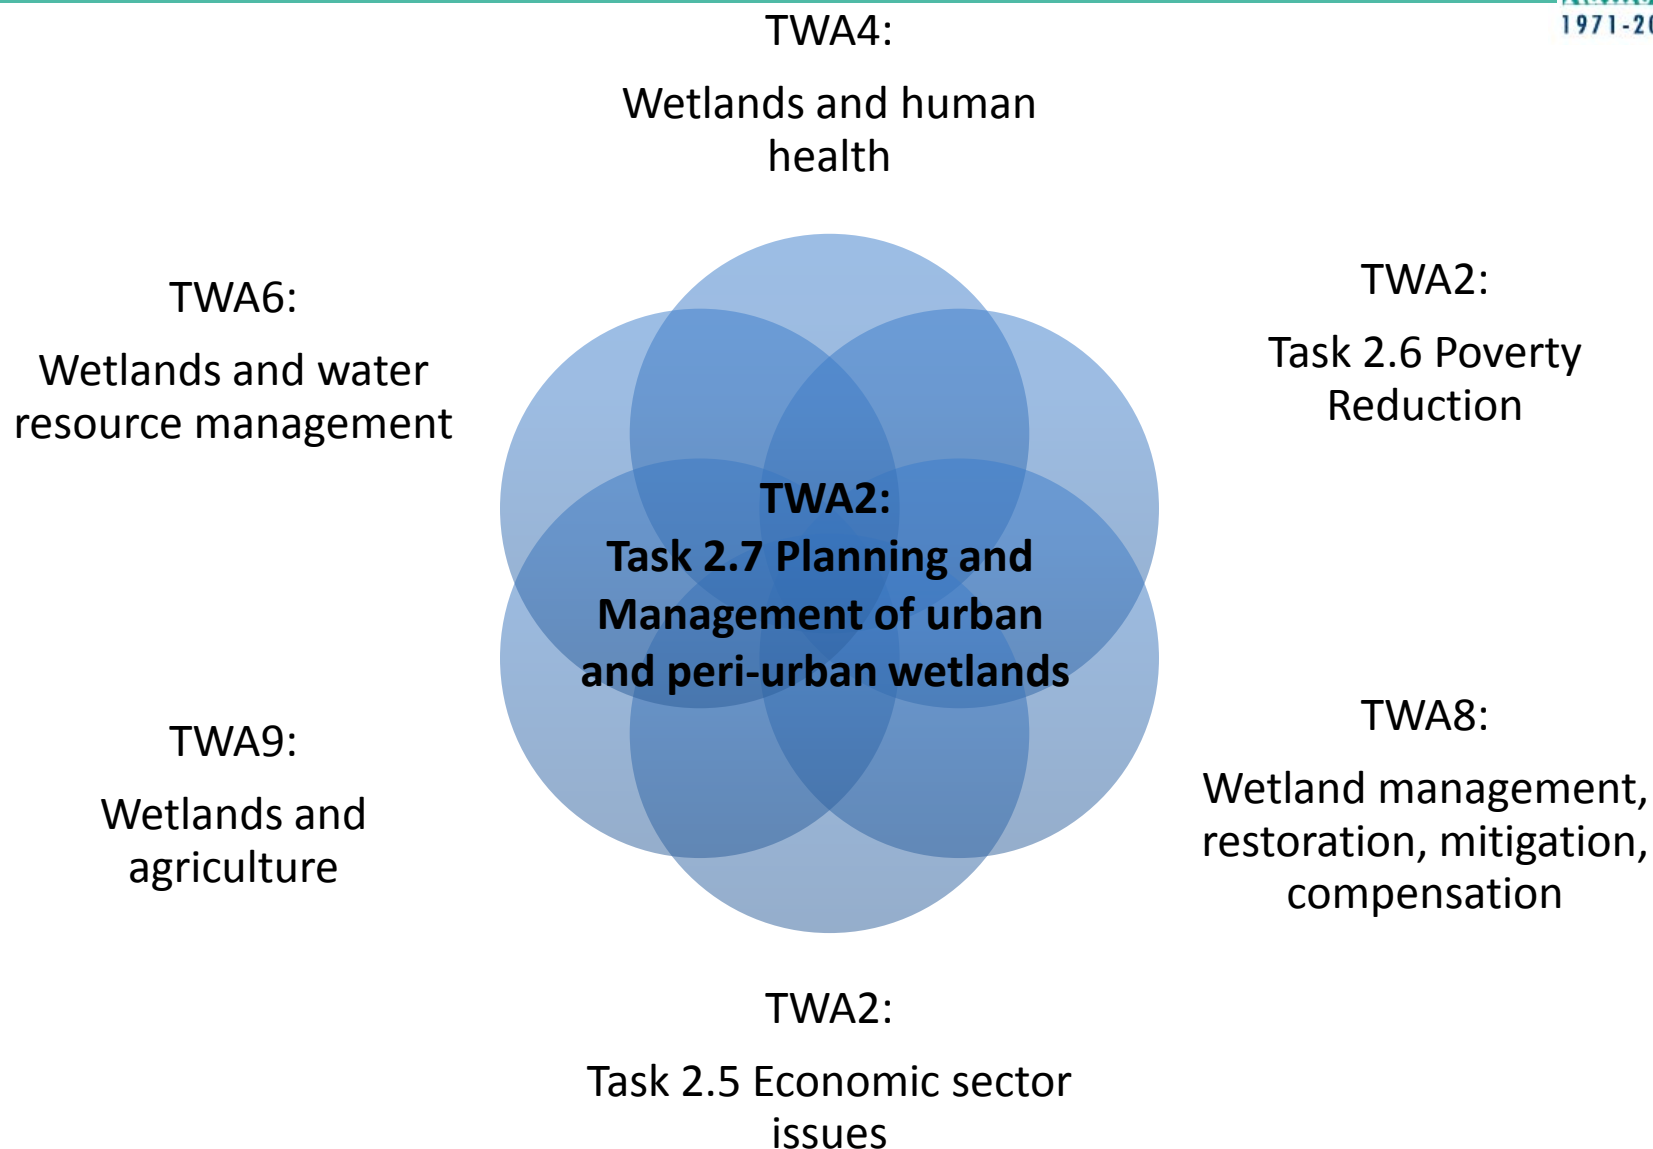 1971-20
TWA4:
Wetlands and human
health
TWA2:
Task 2.6 Poverty
Reduction
TWA8:
Wetland management,
restoration, mitigation,
compensation
TWA2:
Task 2.5 Economic sector
issues
TWA9:
Wetlands and
agriculture
TWA6:
Wetlands and water
resource management
TWA2:
Task 2.7 Planning and
Management of urban
and peri-urban wetlands